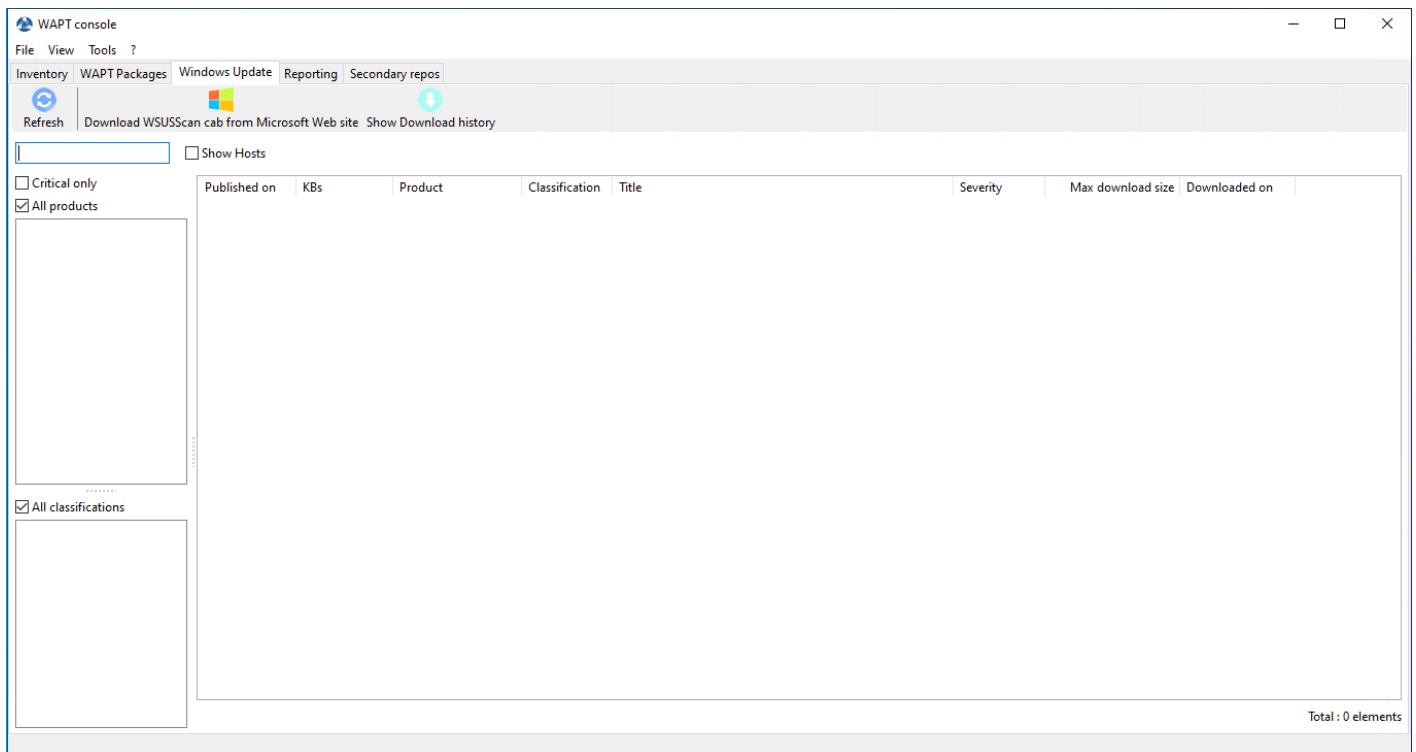 WAPT console
File View Tools ?
Inventory WAPT Packages Windows Update Reporting Secondary repos
Refresh Download WSUSScan cab from Microsoft Web site Show Download history
Show Hosts
Critical only
All products
Published on KBs Product Classification Title Severity Max download size Downloaded on
All classifications
Total : 0 elements